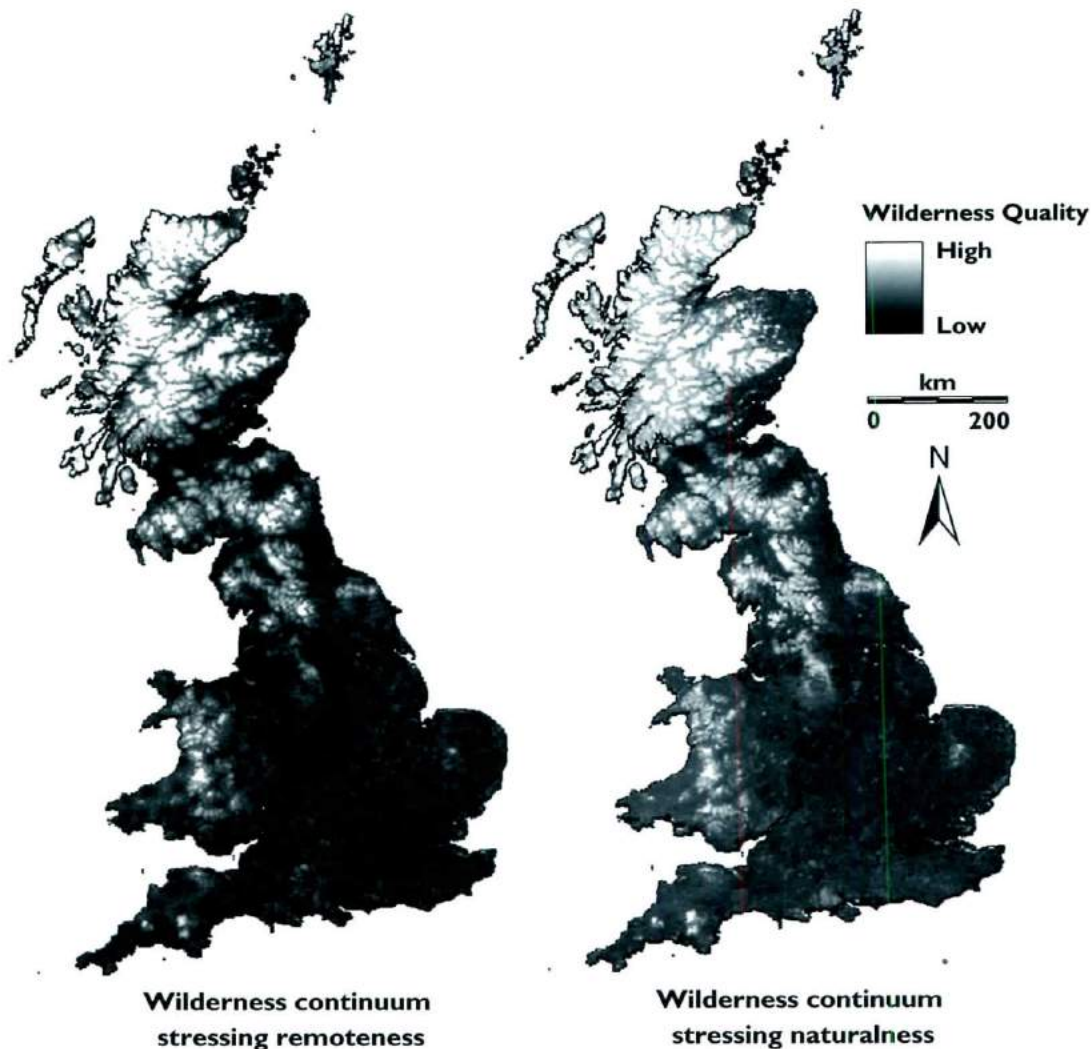 Wilderness Quality
High
Low
km
0 200
N
Wilderness continuum
stressing remoteness
Wilderness continuum
stressing naturalness